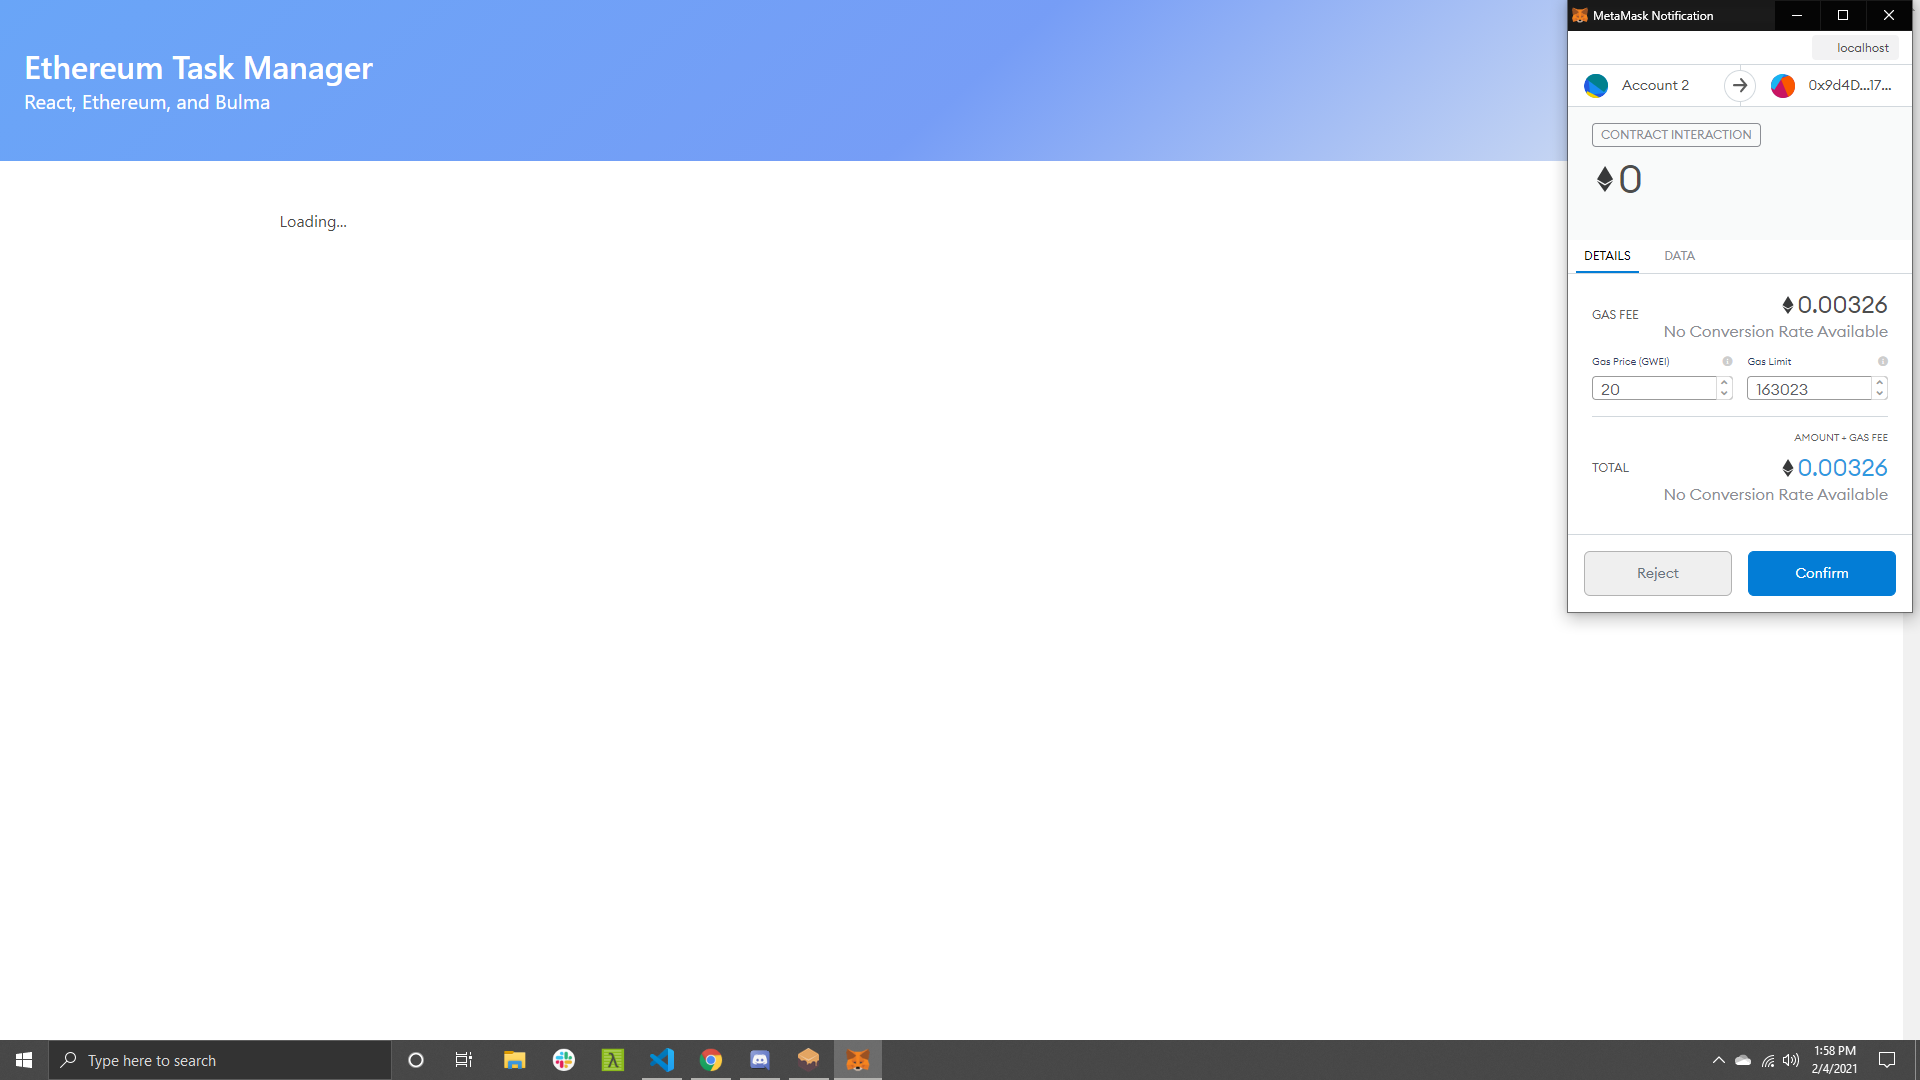 Ethereum Task Manager
React, Ethereum, and Bulma
Loading...
MetaMask Notification
localhost
Account 2
0x9d4D...17...
CONTRACT INTERACTION
0
DETAILS
DATA
GAS FEE
0.00326
No Conversion Rate Available
Gas Price (GWEI)
Gas Limit
20
163023
AMOUNT + GAS FEE
TOTAL
0.00326
No Conversion Rate Available
Reject
Confirm
Type here to search
1:58 PM
2/4/2021